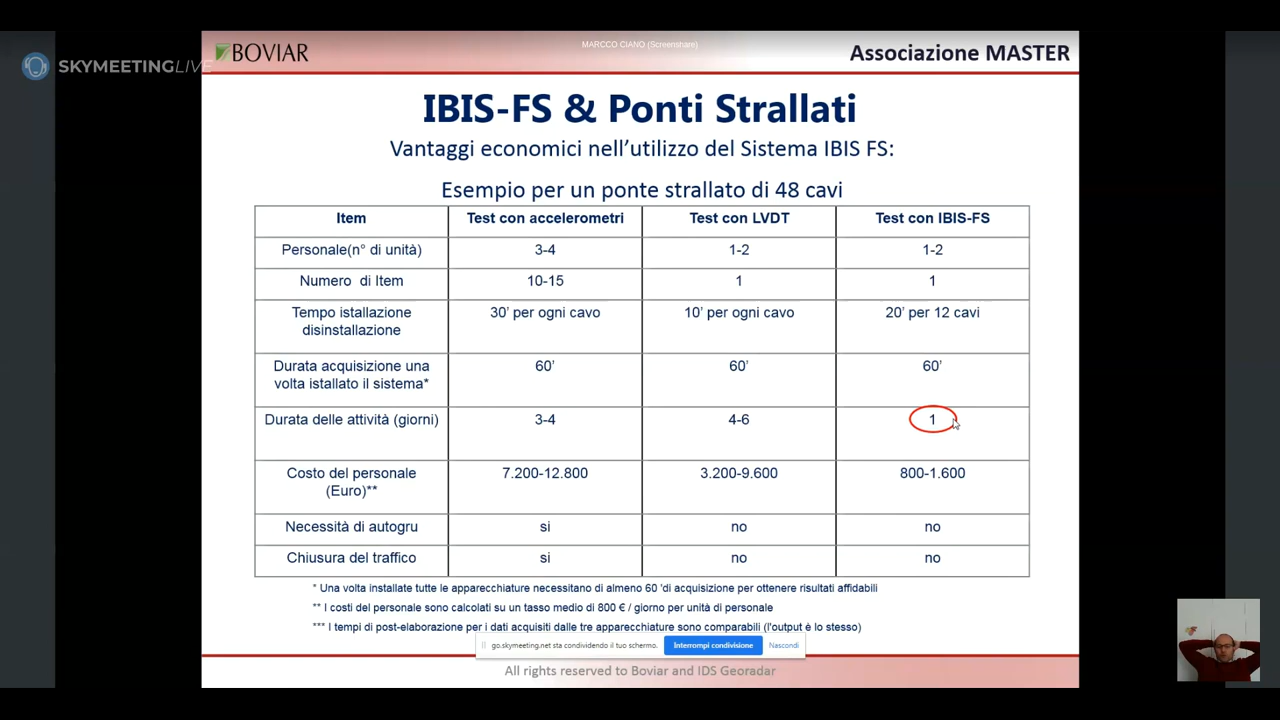 BOVIAR
MARCCO CIANO (Screenshare)
Associazione MASTER
SKYMEETINGLIVE
IBIS-FS & Ponti Strallati
Vantaggi economici nell’utilizzo del Sistema IBIS FS:
Esempio per un ponte strallato di 48 cavi
Item Test con accelerometri Test con LVDT Test con IBIS-FS
Personale(n° di unità) 3-4 1-2 1-2
Numero di Item 10-15 1 1
Tempo istallazione 30’ per ogni cavo 10’ per ogni cavo 20’ per 12 cavi
disinstallazione
Durata acquisizione una 60’ 60’ 60’
volta istallato il sistema*
Durata delle attività (giorni) 3-4 4-6 1
Costo del personale 7.200-12.800 3.200-9.600 800-1.600
(Euro)**
Necessità di autogru si no no
Chiusura del traffico si no no
* Una volta installate tutte le apparecchiature necessitano di almeno 60 'di acquisizione per ottenere risultati affidabili
** I costi del personale sono calcolati su un tasso medio di 800 € / giorno per unità di personale
*** I tempi di post-elaborazione per i dati acquisiti dalle tre apparecchiature sono comparabili (l'output è lo stesso)
go.skymeeting.net sta condividendo il tuo schermo. Interrompi condivisione Nascondi
All rights reserved to Boviar and IDS Georadar